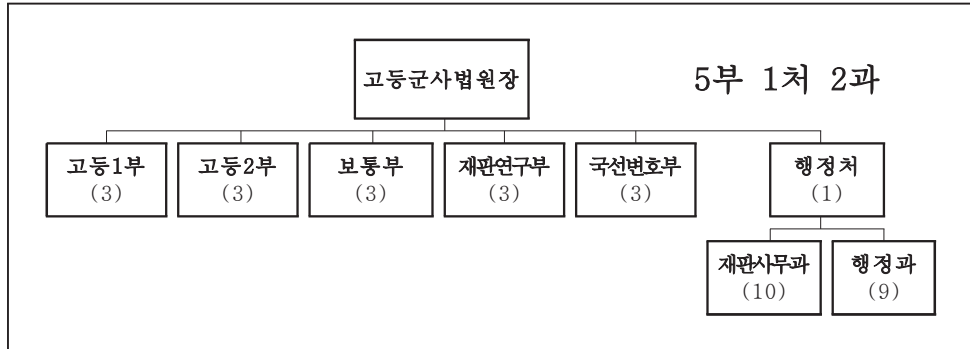 고등군사법원장
5부 1처 2과
고등1부
(3)
고등2부
(3)
보통부
(3)
재판연구부
(3)
국선변호부
(3)
행정처
(1)
재판사무과
(10)
행정과
(9)